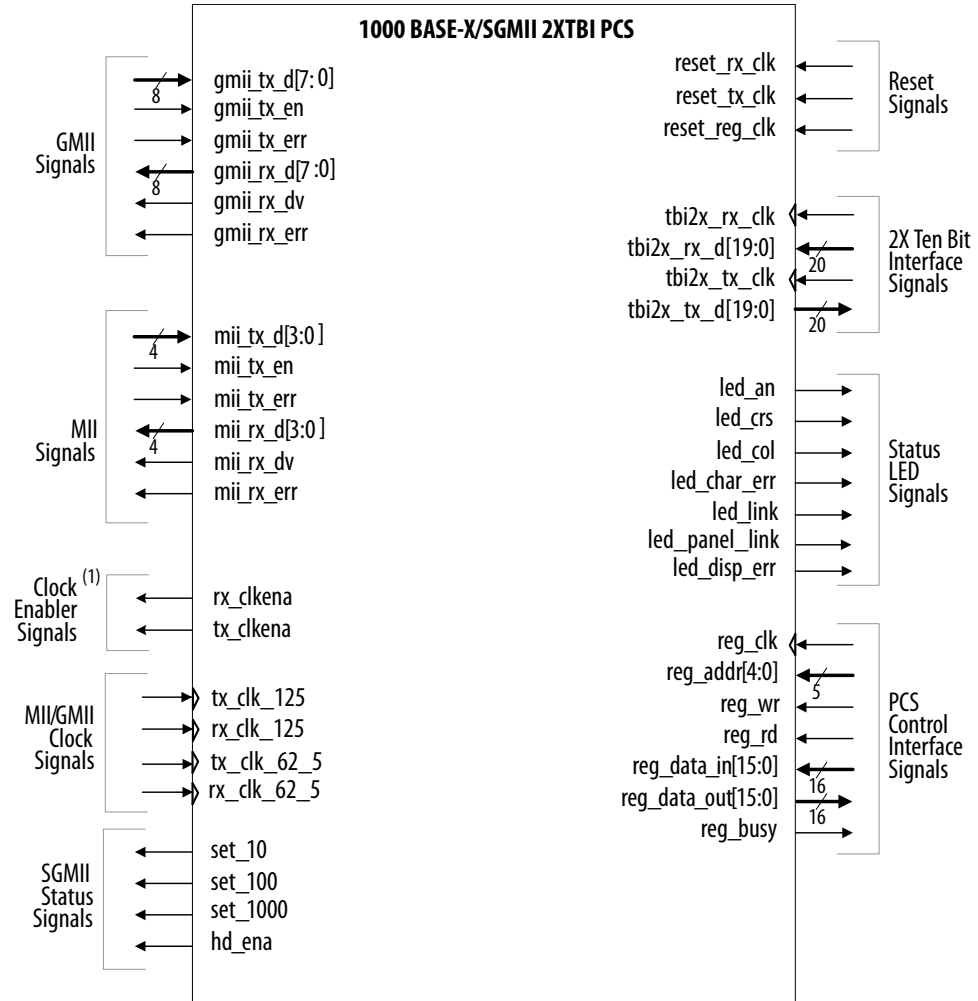 1000 BASE-X/SGMII 2XTBI PCS
GMII
Signals
8
gmii_tx_d[7:0]
gmii_tx_en
gmii_tx_err
8
gmii_rx_d[7:0]
gmii_rx_dv
gmii_rx_err
MII
Signals
4
mii_tx_d[3:0]
mii_tx_en
mii_tx_err
4
mii_rx_d[3:0]
mii_rx_dv
mii_rx_err
Clock (1)
Enabler
Signals
rx_clkena
tx_clkena
MII/GMII
Clock
Signals
tx_clk_125
rx_clk_125
tx_clk_62_5
rx_clk_62_5
SGMII
Status
Signals
set_10
set_100
set_1000
hd_ena
reset_rx_clk
reset_tx_clk
reset_reg_clk
Reset
Signals
tbi2x_rx_clk
tbi2x_rx_d[19:0]
20
tbi2x_tx_clk
tbi2x_tx_d[19:0]
20
2X Ten Bit
Interface
Signals
led_an
led_crs
led_col
led_char_err
led_link
led_panel_link
led_disp_err
Status
LED
Signals
reg_clk
reg_addr[4:0]
5
reg_wr
reg_rd
reg_data_in[15:0]
16
reg_data_out[15:0]
16
reg_busy
PCS
Control
Interface
Signals